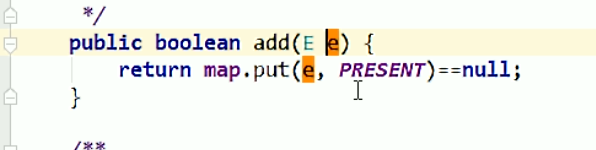 */
public boolean add(E e) {
return map.put(e, PRESENT)==null;
}
/**